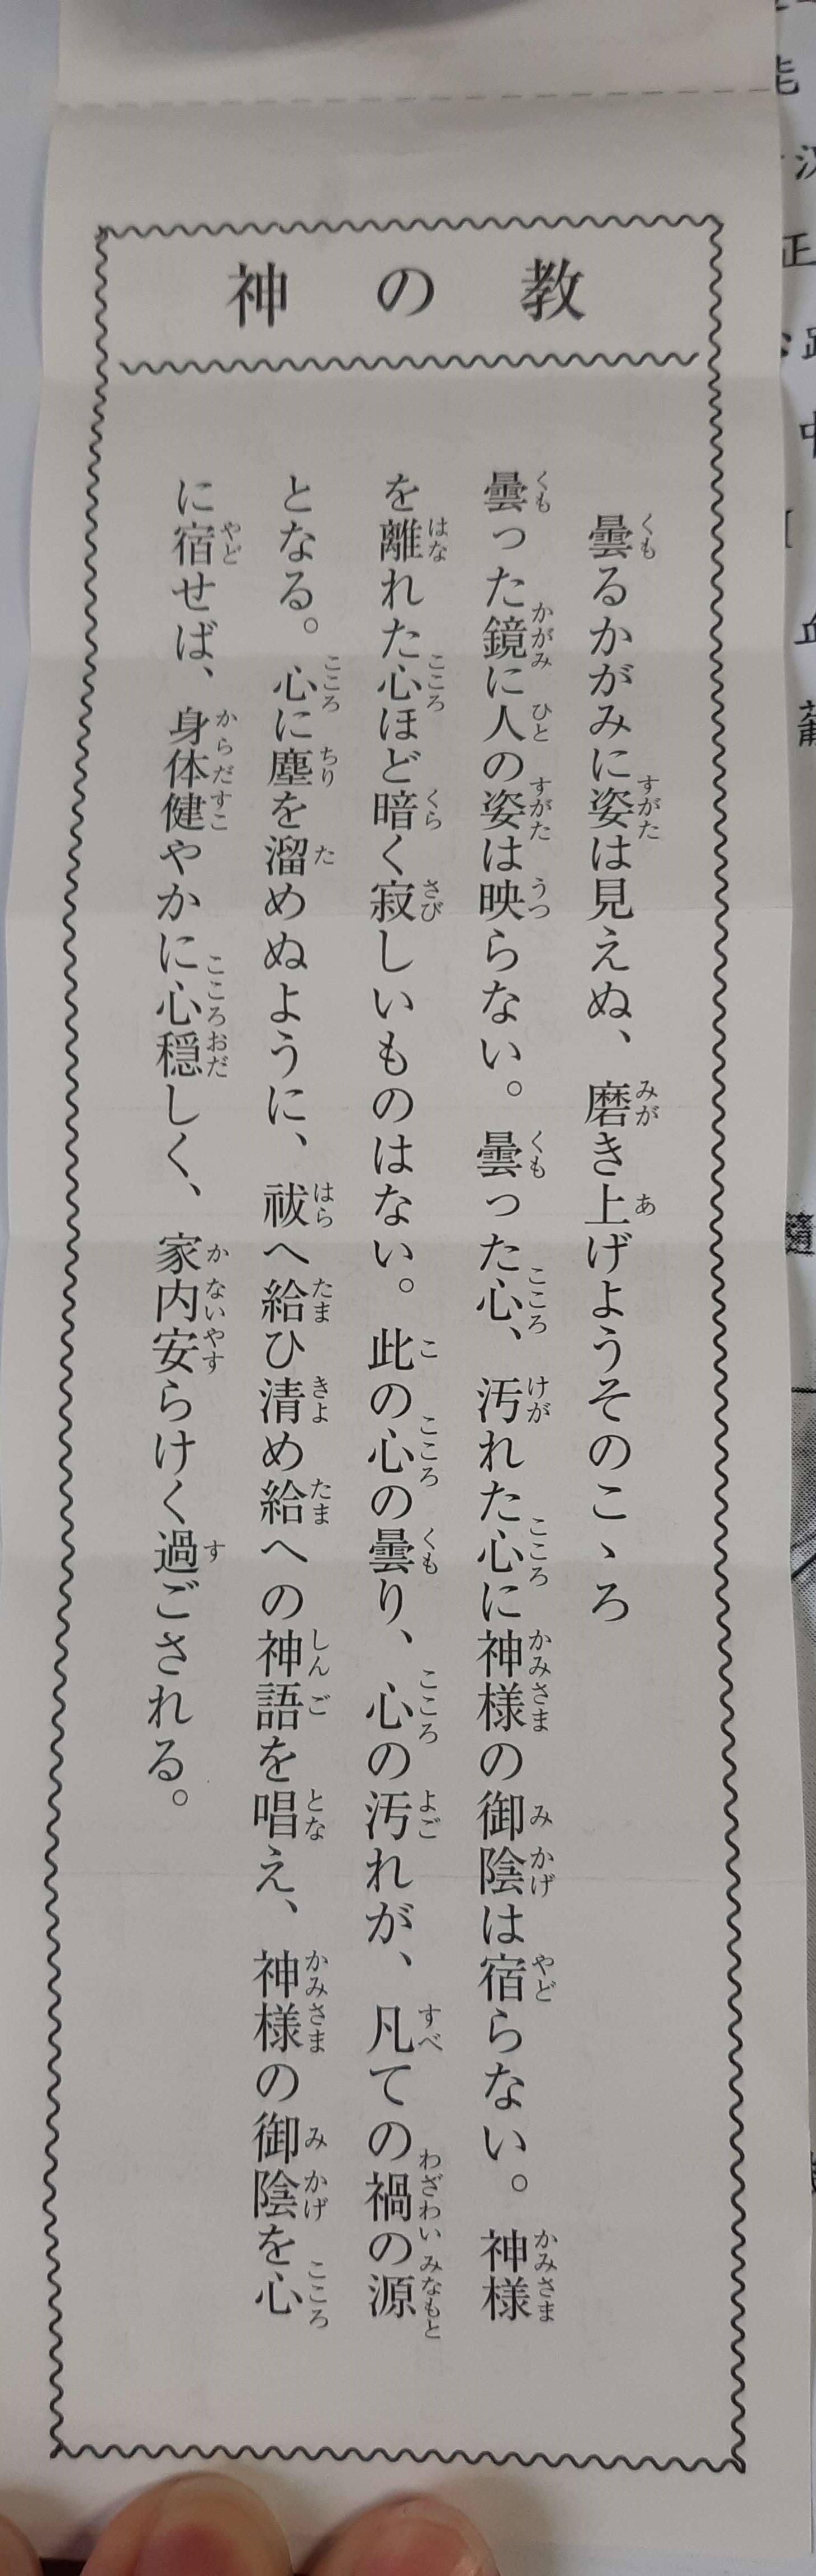 神の教
曇るかがみに姿は見えぬ、磨き上げようそのこゝろ
曇った鏡に人の姿は映らない。曇った心、汚れた心に神様の御陰は宿らない。神様
を離れた心ほど暗く寂しいものはない。此の心の曇り、心の汚れが、凡ての禍の源
となる。心に塵を溜めぬように、祓へ給ひ清め給への神語を唱え、神様の御陰を心
に宿せば、身体健やかに心穏しく、家内安らけく過ごされる。